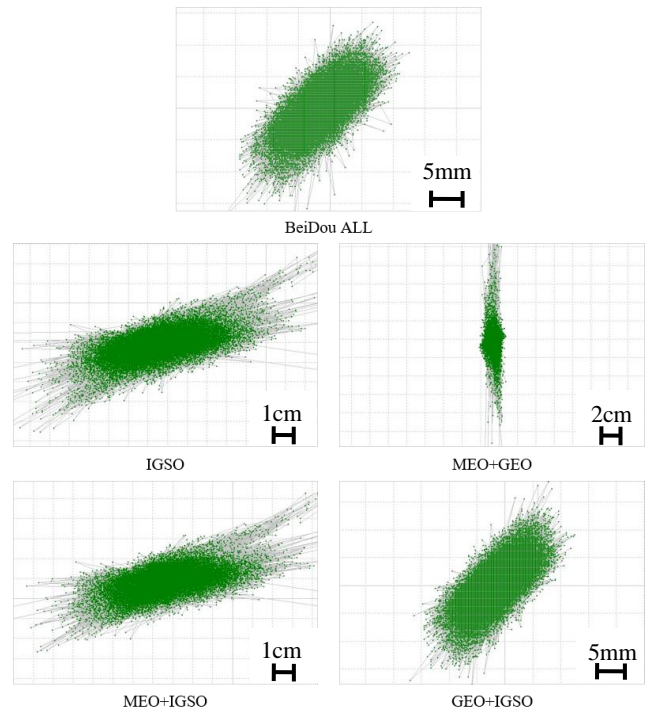 5mm
BeiDou ALL
1cm
2cm
IGSO
MEO+GEO
1cm
5mm
MEO+IGSO
GEO+IGSO